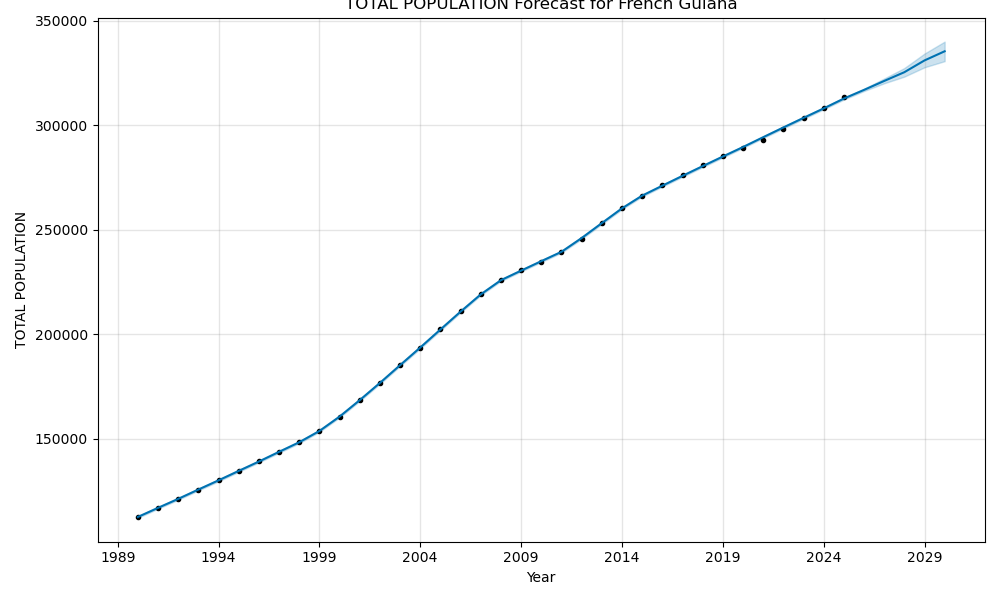 TOTAL POPULATION Forecast for French Guiana
350000
300000
250000
200000
150000
TOTAL POPULATION
1989 1994 1999 2004 2009 2014 2019 2024 2029
Year